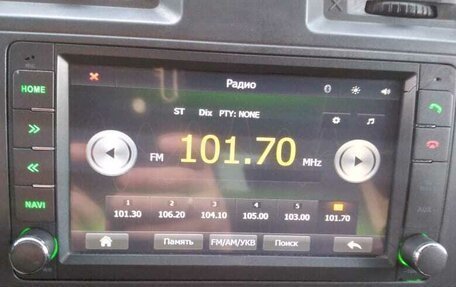 Радио
HOME
ST Dix PTY: NONE
FM 101.70 MHz
NAVI
1 2 3 4 5
101.30 106.20 104.10 105.00 103.00 101.70
Память FM/AM/УКВ Поиск